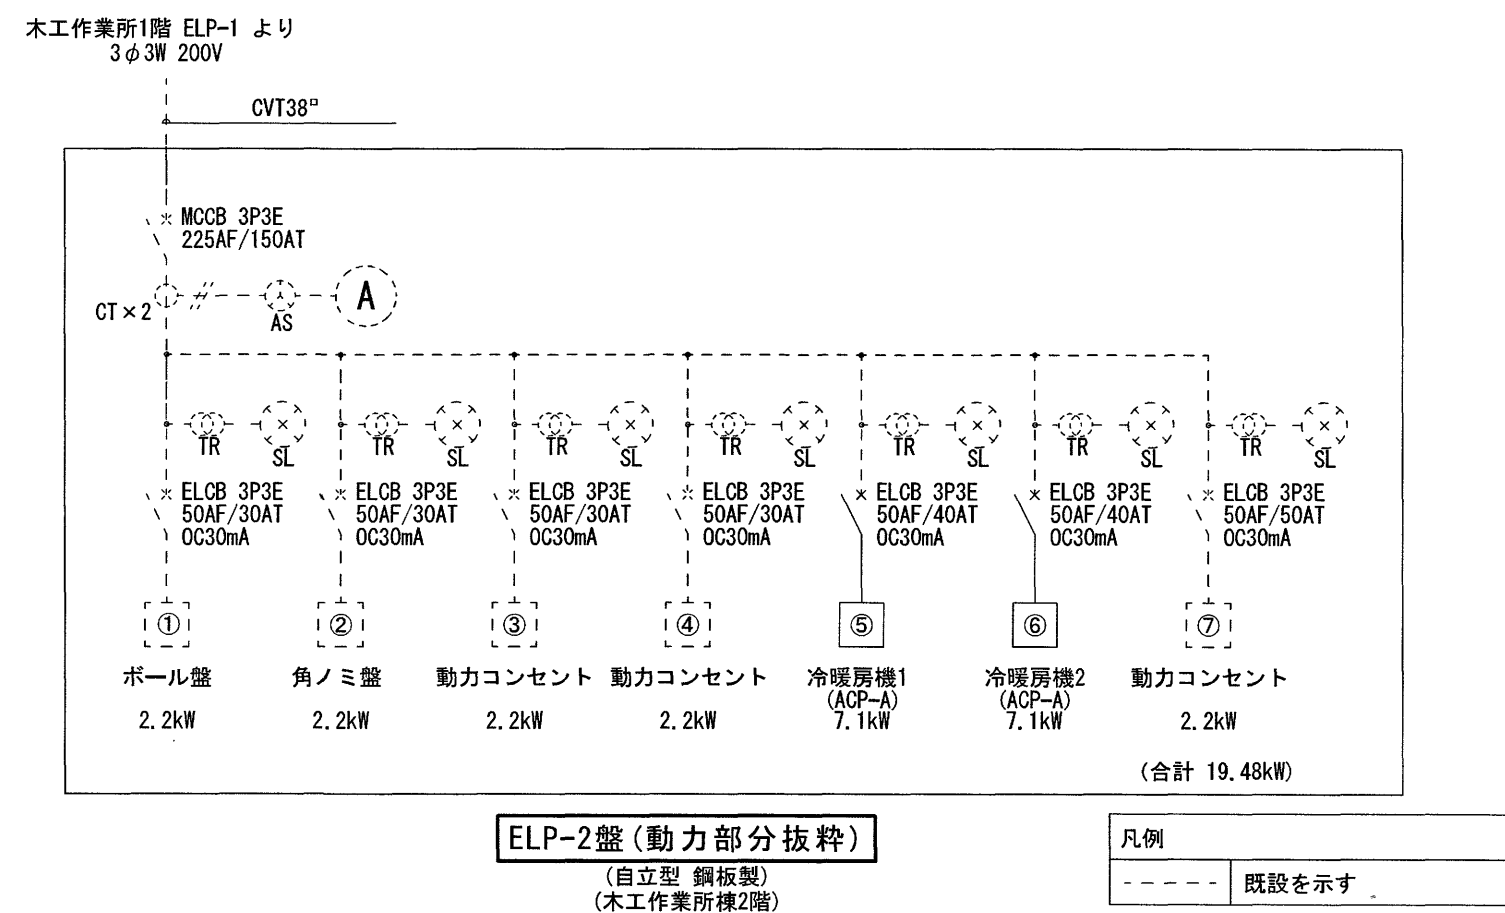 木工作業所1階 ELP-1 より
3φ3W 200V
CVT38□
MCCB 3P3E
225AF/150AT
CT×2
AS
A
TR SL TR SL TR SL TR SL TR SL TR SL TR SL
ELCB 3P3E ELCB 3P3E ELCB 3P3E ELCB 3P3E ELCB 3P3E ELCB 3P3E ELCB 3P3E
50AF/30AT 50AF/30AT 50AF/30AT 50AF/30AT 50AF/40AT 50AF/40AT 50AF/50AT
OC30mA OC30mA OC30mA OC30mA OC30mA OC30mA OC30mA
① ② ③ ④ ⑤ ⑥ ⑦
ボール盤 角ノミ盤 動力コンセント 動力コンセント 冷暖房機1 冷暖房機2 動力コンセント
(ACP-A) (ACP-A)
2.2kW 2.2kW 2.2kW 2.2kW 7.1kW 7.1kW 2.2kW
(合計 19.48kW)
ELP-2盤(動力部分抜粋)
(自立型 鋼板製)
(木工作業所棟2階)
凡例
既設を示す